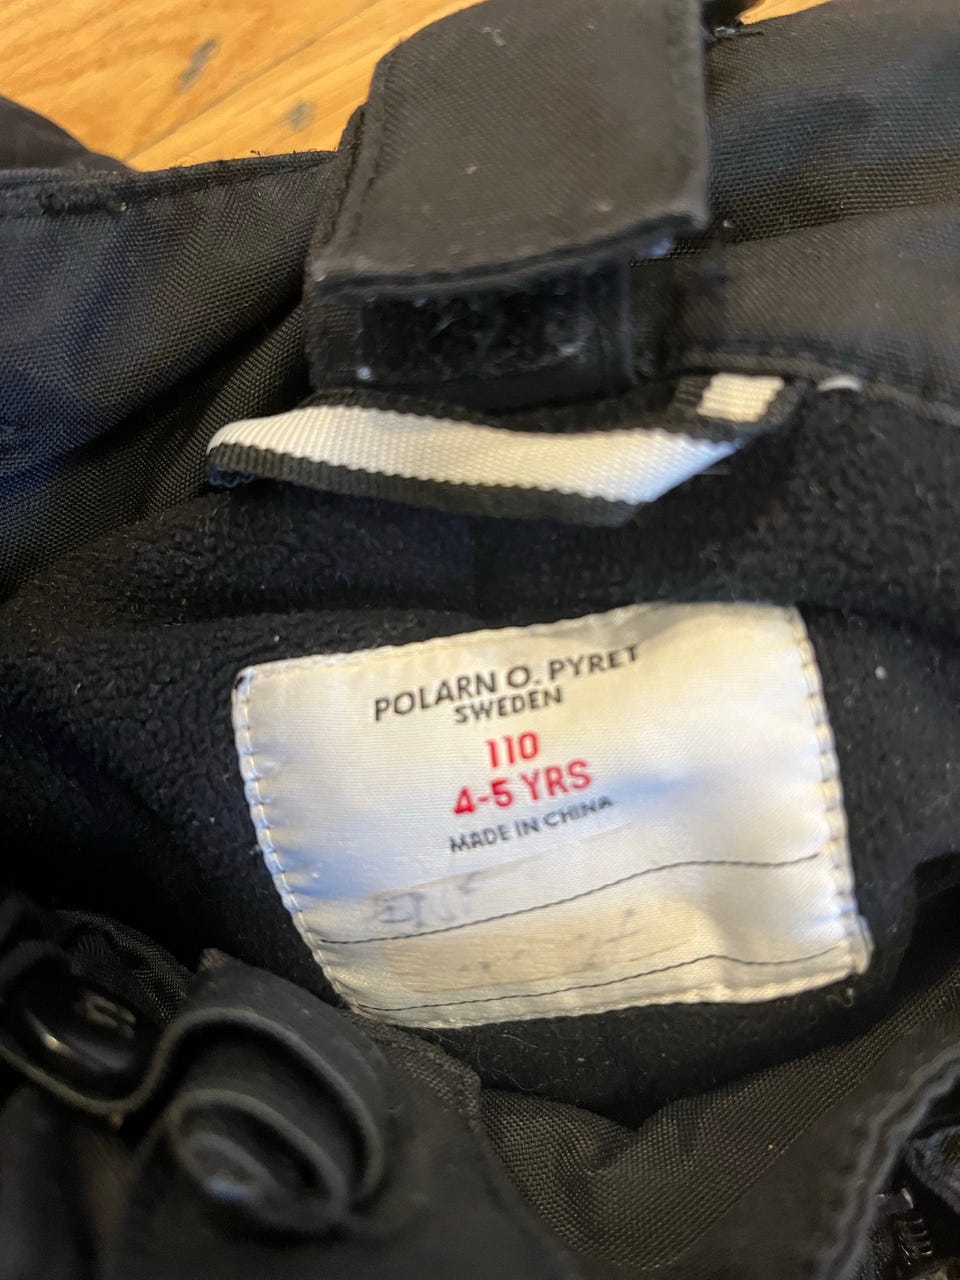 POLARN O. PYRET
SWEDEN
110
4-5 YRS
MADE IN CHINA